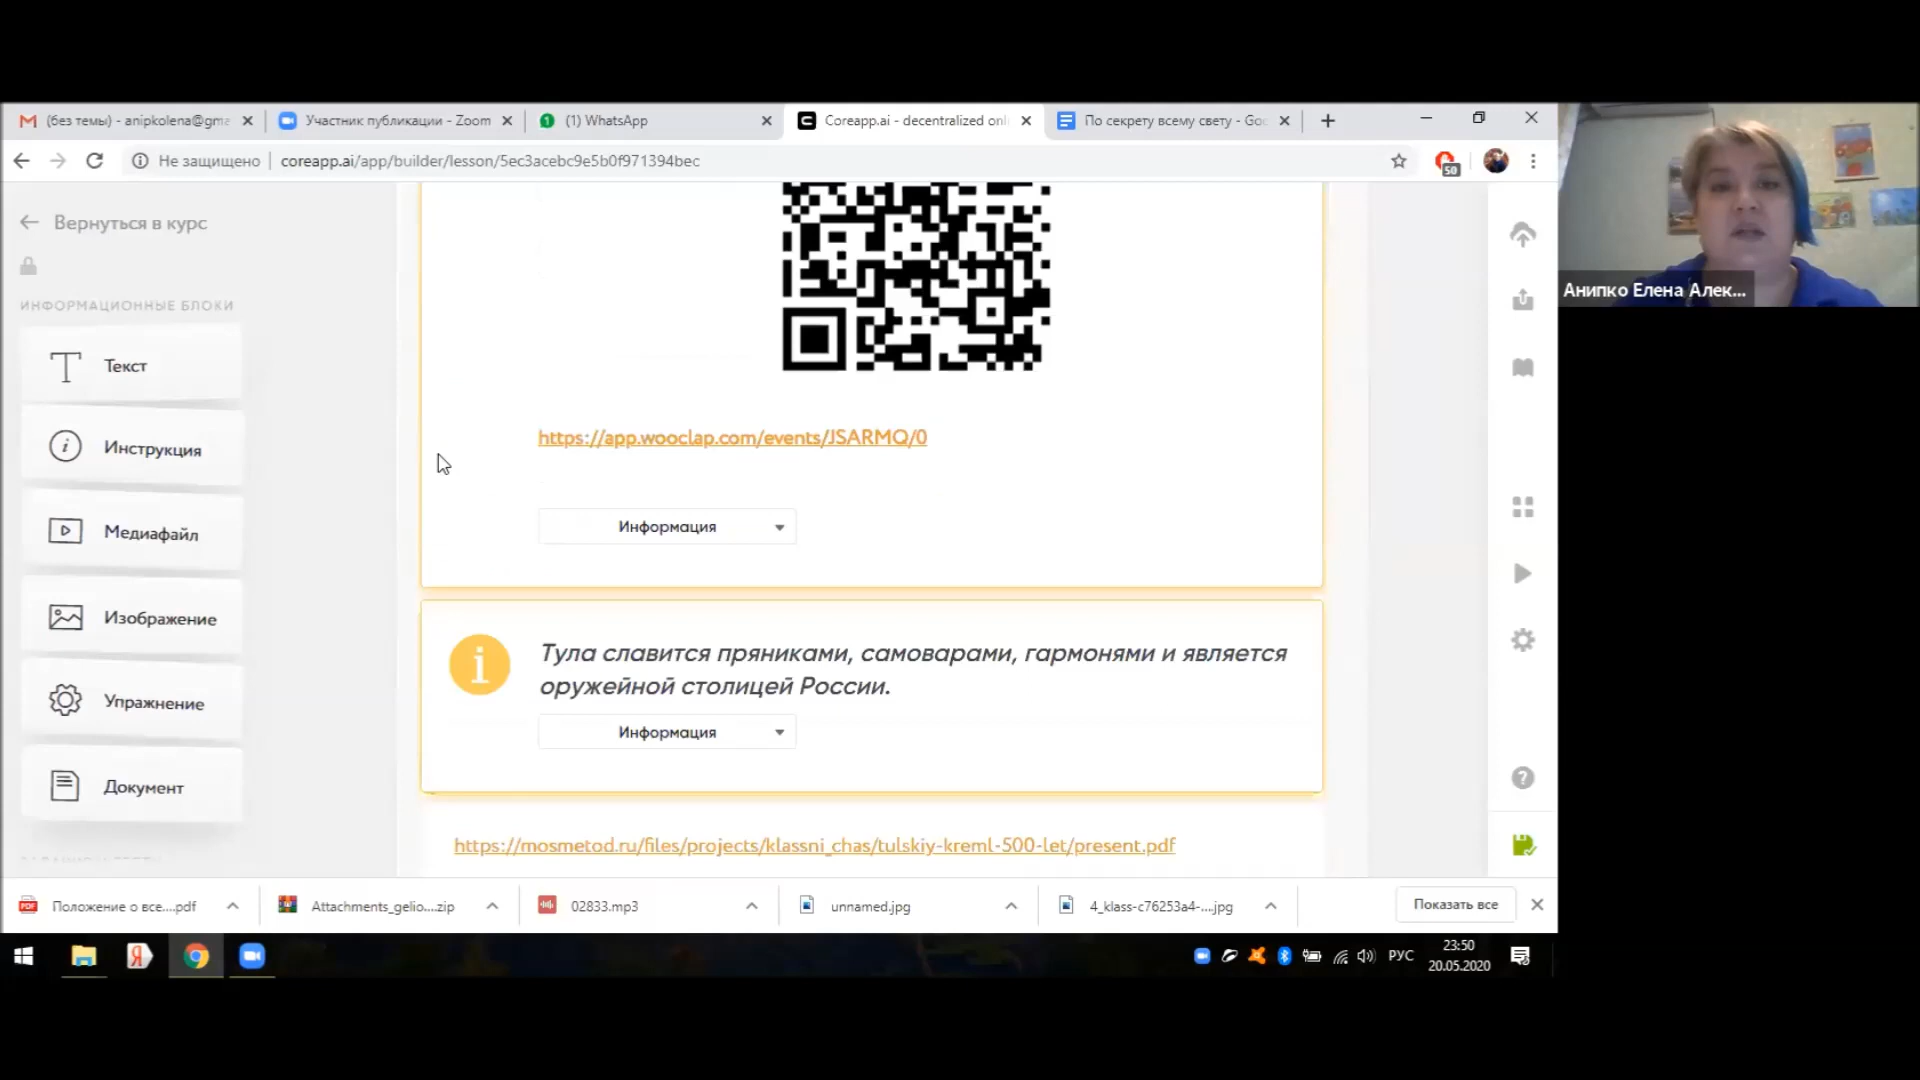 (без темы) - anipkolena@gma
Участник публикации - Zoom
(1) WhatsApp
Coreapp.ai - decentralized onl
По секрету всему свету - Goo
Не защищено
coreapp.ai/app/builder/lesson/5ec3acebc9e5b0f971394bec
50
Вернуться в курс
ИНФОРМАЦИОННЫЕ БЛОКИ
Текст
Инструкция
Медиафайл
Изображение
Упражнение
Документ
https://app.wooclap.com/events/JSARMQ/0
Информация
Тула славится пряниками, самоварами, гармонями и является
оружейной столицей России.
Информация
https://mosmetod.ru/files/projects/klassni_chas/tulskiy-kreml-500-let/present.pdf
Анипко Елена Алек...
Положение о все....pdf
Attachments_gelio....zip
02833.mp3
unnamed.jpg
4_klass-c76253a4-....jpg
Показать все
РУС
23:50
20.05.2020